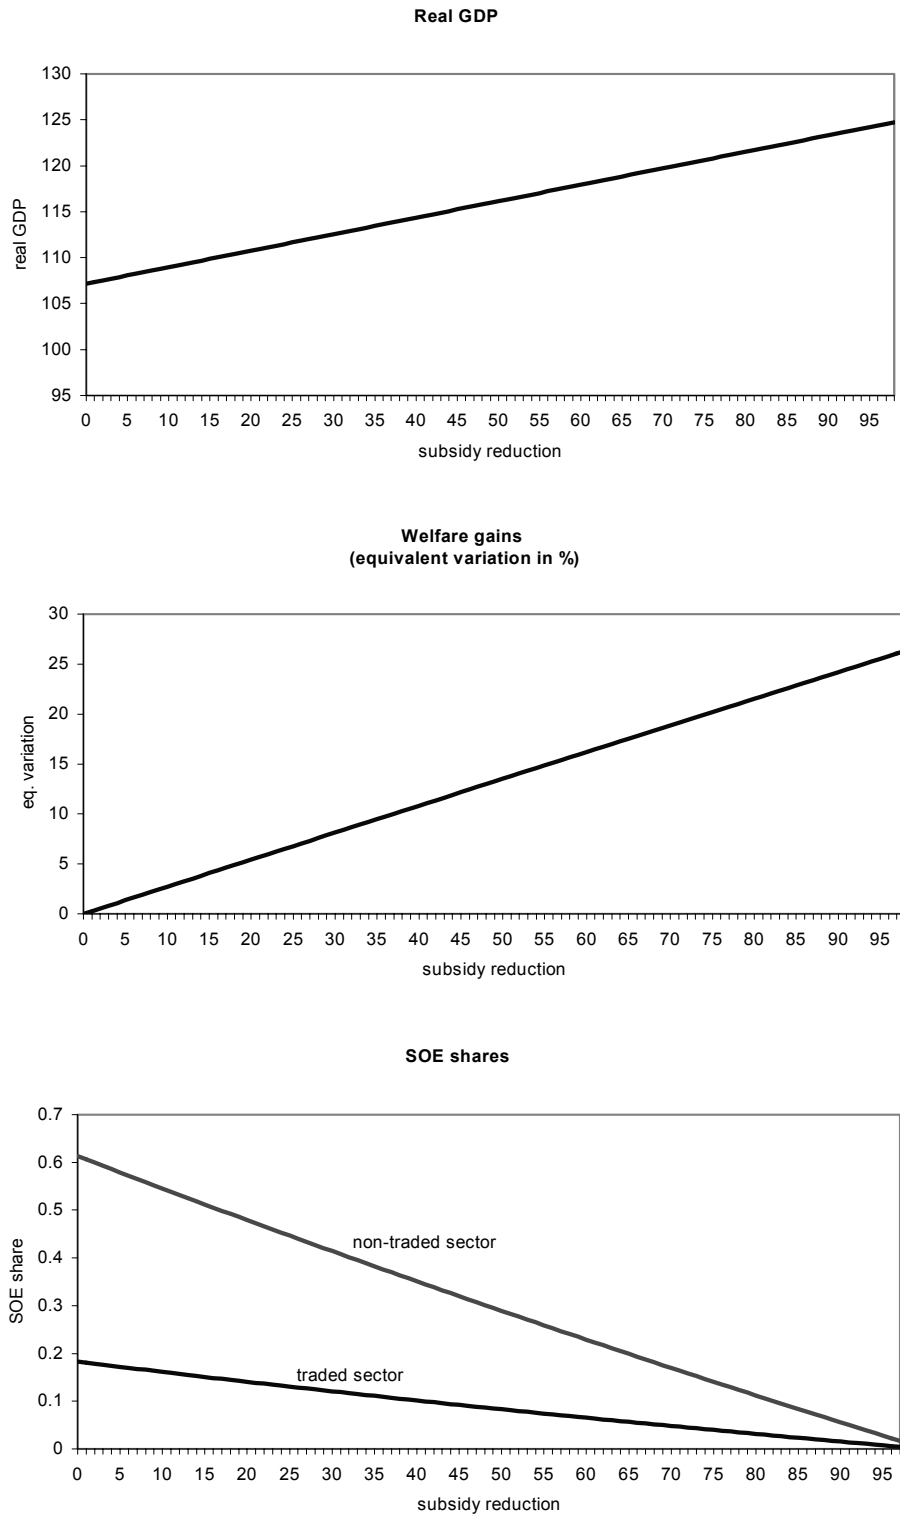 Real GDP
130
125
120
115
110
105
100
95
real GDP
0 5 10 15 20 25 30 35 40 45 50 55 60 65 70 75 80 85 90 95
subsidy reduction
Welfare gains
(equivalent variation in %)
30
25
20
15
10
5
0
eq. variation
0 5 10 15 20 25 30 35 40 45 50 55 60 65 70 75 80 85 90 95
subsidy reduction
SOE shares
0.7
0.6
0.5
0.4
0.3
0.2
0.1
0
SOE share
non-traded sector
traded sector
0 5 10 15 20 25 30 35 40 45 50 55 60 65 70 75 80 85 90 95
subsidy reduction